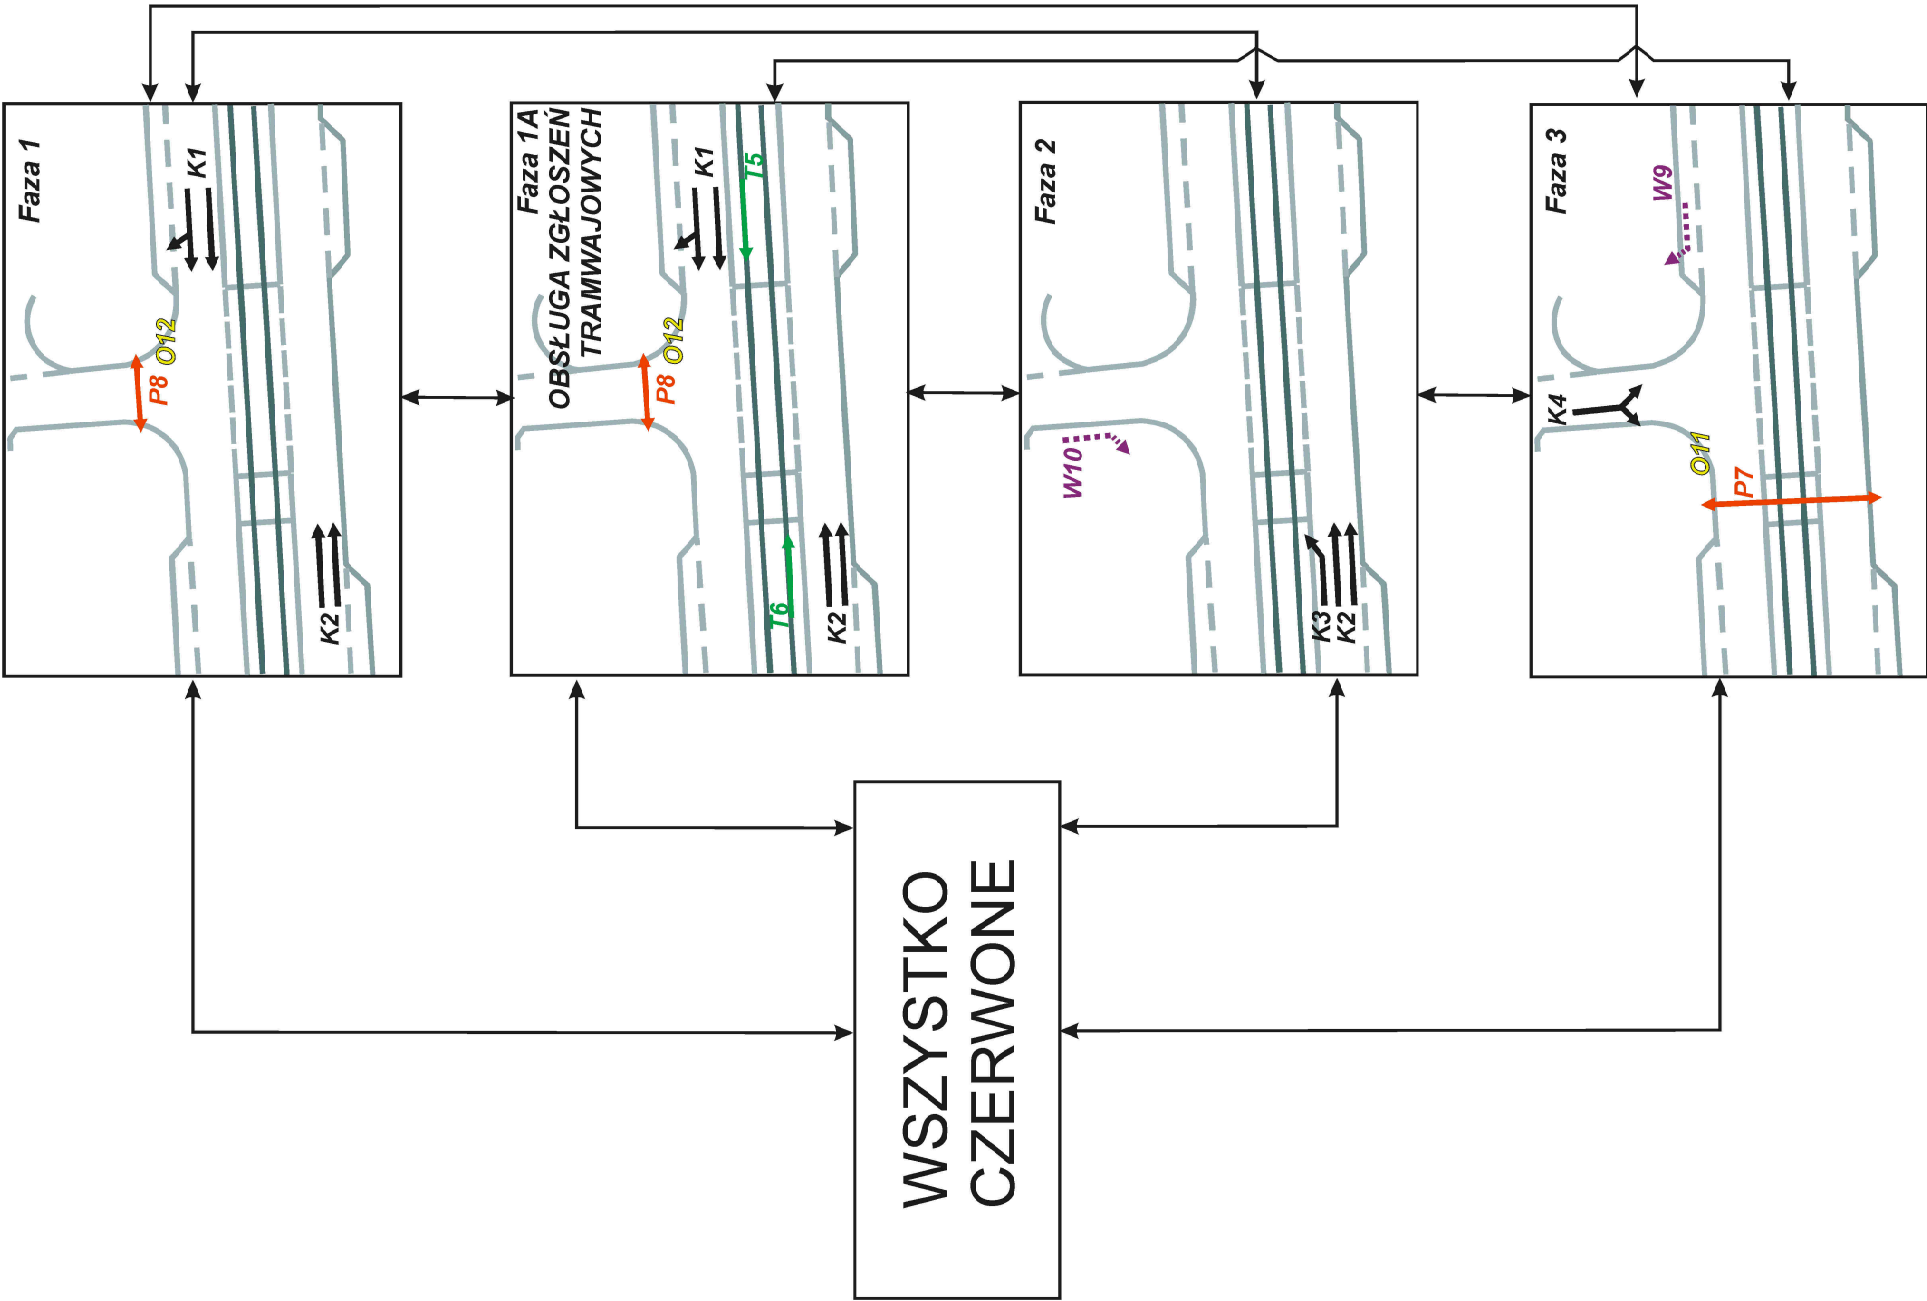 Faza 1
K1
O12
P8
K2
Faza 1A
OBSŁUGA ZGŁOSZEŃ
TRAMWAJOWYCH
K1
T5
O12
P8
T6
K2
Faza 2
W10
K3
K2
Faza 3
W9
K4
O11
P7
WSZYSTKO
CZERWONE